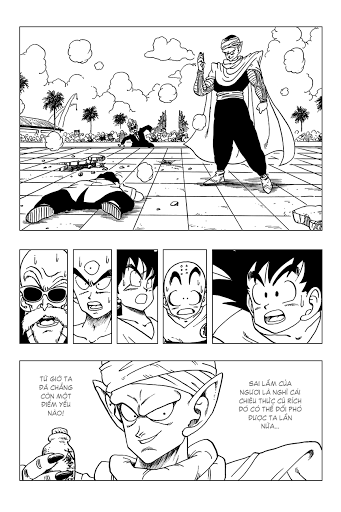 SAI LẦM CỦA
NGƯƠI LÀ NGHĨ CÁI
CHIÊU THỨC CŨ RÍCH
ĐÓ CÓ THỂ ĐỐI PHÓ
ĐƯỢC TA LẦN
NỮA...
TỪ GIỜ TA
ĐÃ CHẲNG
CÒN MỘT
ĐIỂM YẾU
NÀO!